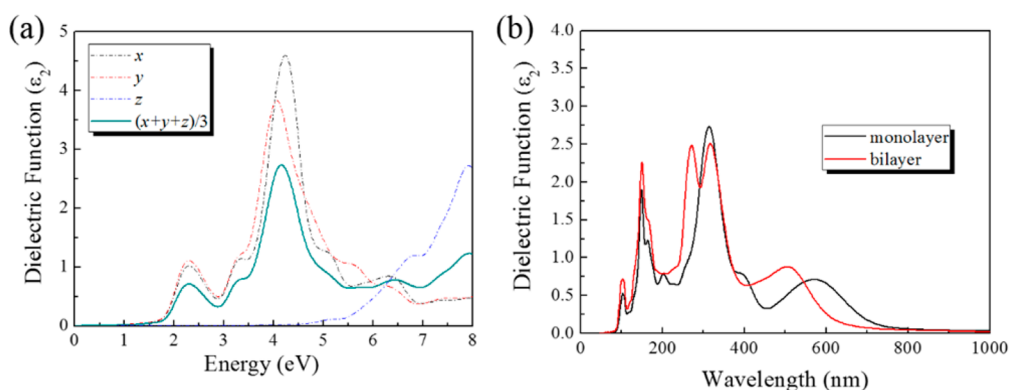 (a)
Dielectric Function (ε₂)
5
4
3
2
1
0
x
y
z
(x+y+z)/3
0 1 2 3 4 5 6 7 8
Energy (eV)
(b)
Dielectric Function (ε₂)
4.0
3.5
3.0
2.5
2.0
1.5
1.0
0.5
0.0
monolayer
bilayer
0 200 400 600 800 1000
Wavelength (nm)